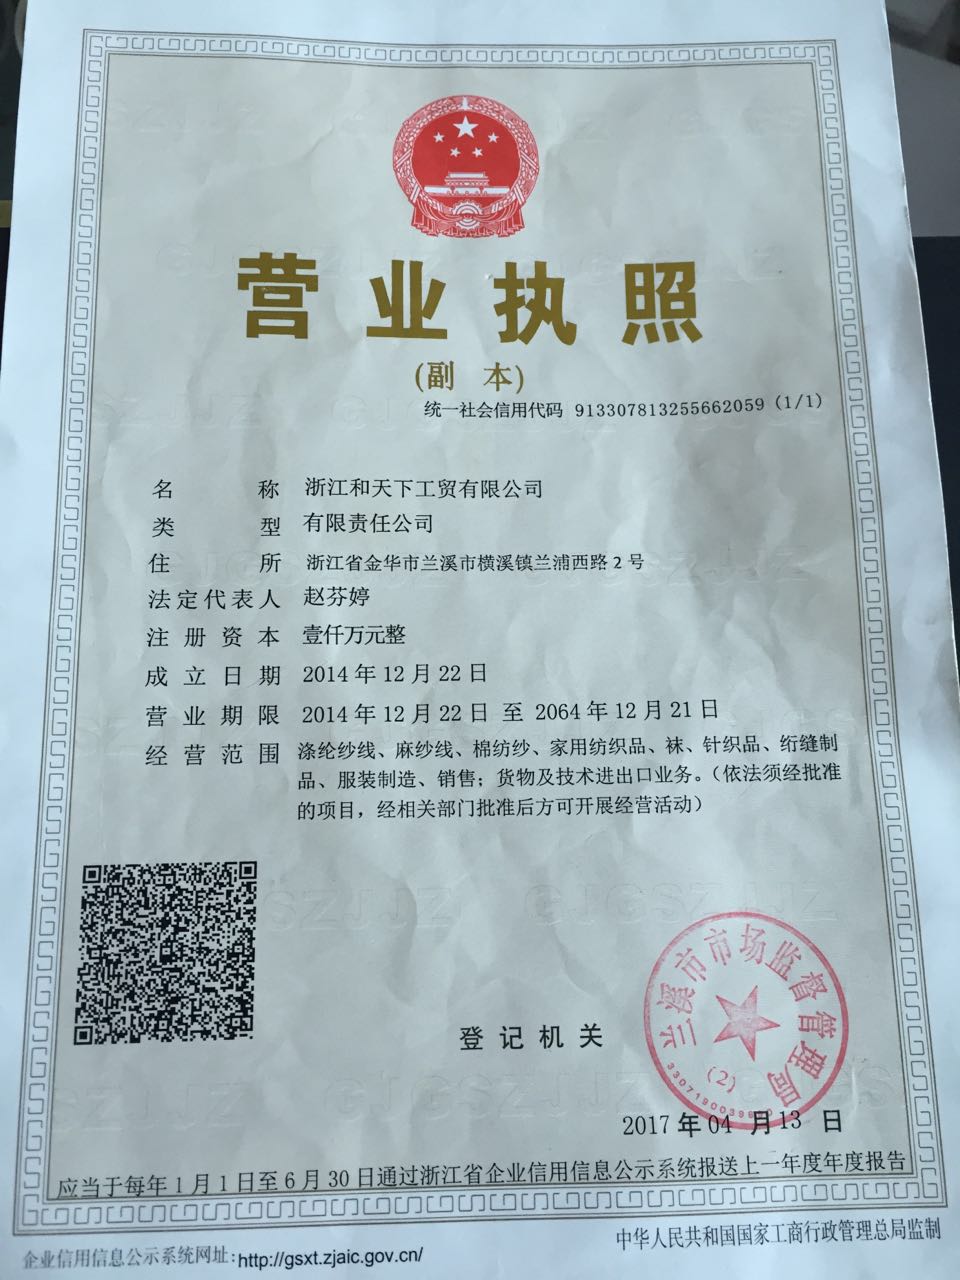 营业执照
(副 本)
统一社会信用代码 913307813255662059 (1/1)
名 称 浙江和天下工贸有限公司
类 型 有限责任公司
住 所 浙江省金华市兰溪市横溪镇兰浦西路2号
法定代表人 赵芬婷
注册资本 壹仟万元整
成立日期 2014年12月22日
营业期限 2014年12月22日 至 2064年12月21日
经营范围 涤纶纱线、麻纱线、棉纺纱、家用纺织品、袜、针织品、绗缝制
品、服装制造、销售；货物及技术进出口业务。（依法须经批准
的项目，经相关部门批准后方可开展经营活动）
登记机关
兰溪市市场监督管理局
(2)
2017年04月13日
应当于每年1月1日至6月30日通过浙江省企业信用信息公示系统报送上一年度年度报告
企业信用信息公示系统网址：http://gsxt.zjaic.gov.cn/
中华人民共和国国家工商行政管理总局监制